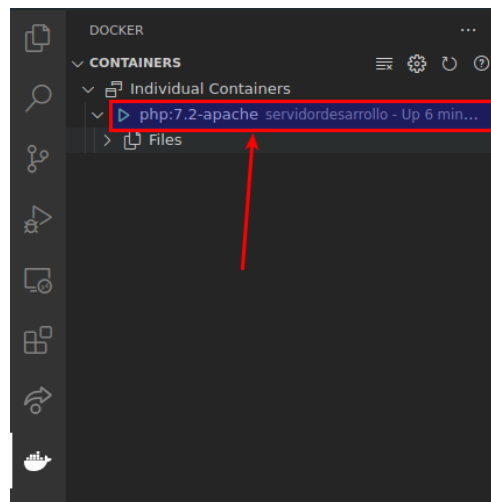 DOCKER
CONTAINERS
Individual Containers
php:7.2-apache servidordesarrollo - Up 6 min...
Files